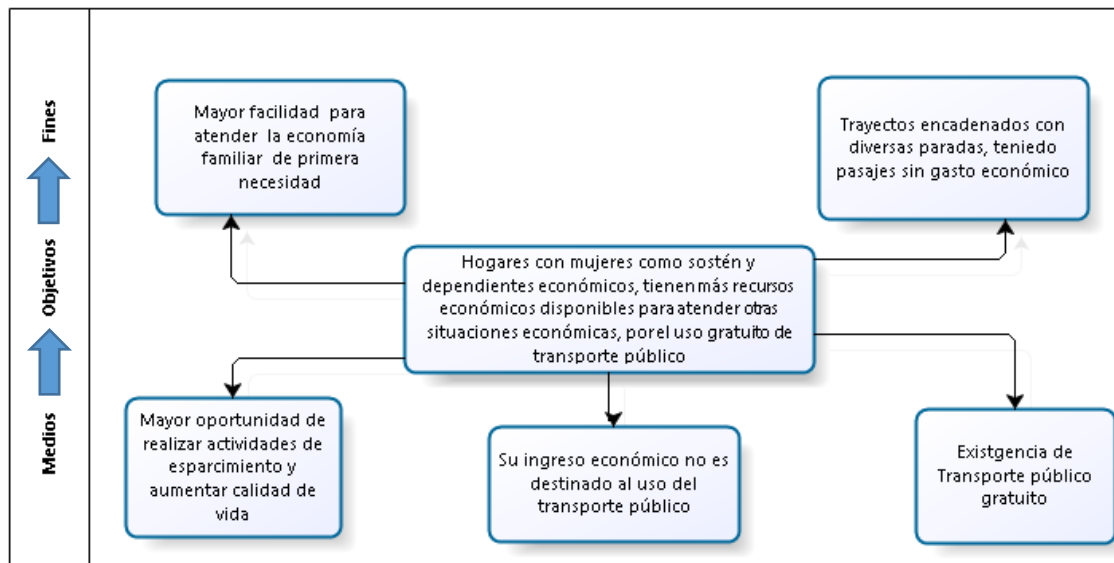 Fines
Objetivos
Medios
Mayor facilidad para
atender la economía
familiar de primera
necesidad
Trayectos encadenados con
diversas paradas, teniedo
pasajes sin gasto económico
Hogares con mujeres como sostén y
dependientes económicos, tienen más recursos
económicos disponibles para atender otras
situaciones económicas, por el uso gratuito de
transporte público
Mayor oportunidad de
realizar actividades de
esparcimiento y
aumentar calidad de
vida
Su ingreso económico no es
destinado al uso del
transporte público
Existgencia de
Transporte público
gratuito